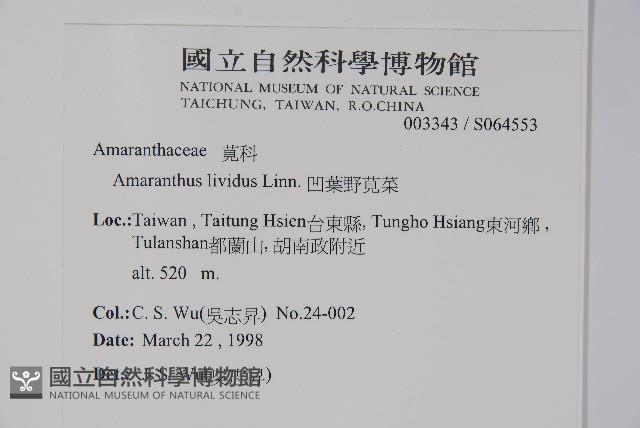 國立自然科學博物館
NATIONAL MUSEUM OF NATURAL SCIENCE
TAICHUNG, TAIWAN, R.O.CHINA
003343 / S064553
Amaranthaceae 莧科
Amaranthus lividus Linn. 凹葉野莧菜
Loc.:Taiwan , Taitung Hsien台東縣, Tungho Hsiang東河鄉 ,
Tulanshan都蘭山, 胡南政附近
alt. 520 m.
Col.: C. S. Wu(吳志昇) No.24-002
Date: March 22 , 1998
國立自然科學博物館
NATIONAL MUSEUM OF NATURAL SCIENCE